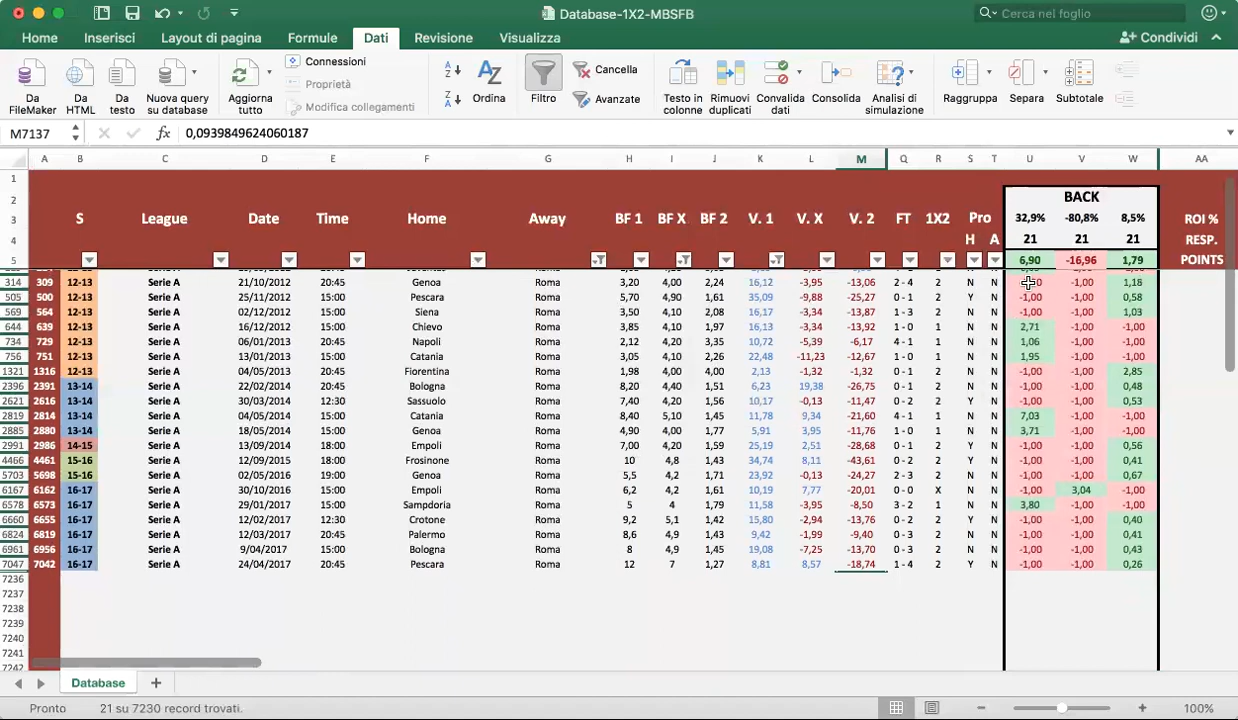 Database-1X2-MBSFB
Cerca nel foglio
Home Inserisci Layout di pagina Formule Dati Revisione Visualizza
Condividi
Da FileMaker
Da HTML
Da testo
Nuova query su database
Aggiorna tutto
Connessioni
Proprietà
Modifica collegamenti
Ordina
Filtro
Cancella
Avanzate
Testo in colonne
Rimuovi duplicati
Convalida dati
Consolida
Analisi di simulazione
Raggruppa
Separa
Subtotale
M7137 fx 0,0939849624060187
A B C D E F G H I J K L M Q R S T U V W AA
1
2 BACK
3 S League Date Time Home Away BF 1 BF X BF 2 V. 1 V. X V. 2 FT 1X2 Pro 32,9% -80,8% 8,5% ROI %
4 H A 21 21 21 RESP.
5 6,90 -16,96 1,79 POINTS
314 309 12-13 Serie A 21/10/2012 20:45 Genoa Roma 3,20 4,00 2,24 16,12 -3,95 -13,06 2 - 4 2 N N -1,00 1,18
505 500 12-13 Serie A 25/11/2012 15:00 Pescara Roma 5,70 4,10 1,61 35,09 -9,88 -25,27 0 - 1 2 Y N -1,00 -1,00 0,58
569 564 12-13 Serie A 02/12/2012 15:00 Siena Roma 3,50 4,10 2,08 16,17 -3,34 -13,87 1 - 3 2 N N -1,00 -1,00 1,03
644 639 12-13 Serie A 16/12/2012 15:00 Chievo Roma 3,85 4,10 1,97 16,13 -3,34 -13,92 1 - 0 1 N N 2,71 -1,00 -1,00
734 729 12-13 Serie A 06/01/2013 20:45 Napoli Roma 2,12 4,20 3,35 10,72 -5,39 -6,17 4 - 1 1 N N 1,06 -1,00 -1,00
756 751 12-13 Serie A 13/01/2013 15:00 Catania Roma 3,05 4,10 2,26 22,48 -11,23 -12,67 1 - 0 1 N N 1,95 -1,00 -1,00
1321 1316 12-13 Serie A 04/05/2013 20:45 Fiorentina Roma 1,98 4,00 4,00 2,13 -1,32 -1,32 0 - 1 2 N N -1,00 -1,00 2,85
2396 2391 13-14 Serie A 22/02/2014 20:45 Bologna Roma 8,20 4,40 1,51 6,23 19,38 -26,75 0 - 1 2 N N -1,00 -1,00 0,48
2621 2616 13-14 Serie A 30/03/2014 12:30 Sassuolo Roma 7,40 4,20 1,56 10,17 -0,13 -11,47 0 - 2 2 Y N -1,00 -1,00 0,53
2819 2814 13-14 Serie A 04/05/2014 15:00 Catania Roma 8,40 5,10 1,45 11,78 9,34 -21,60 4 - 1 1 N N 7,03 -1,00 -1,00
2885 2880 13-14 Serie A 18/05/2014 15:00 Genoa Roma 4,90 4,00 1,77 5,91 3,95 -11,76 1 - 0 1 N N 3,71 -1,00 -1,00
2991 2986 14-15 Serie A 13/09/2014 18:00 Empoli Roma 7,00 4,20 1,59 25,19 2,51 -28,68 0 - 1 2 Y N -1,00 -1,00 0,56
4466 4461 15-16 Serie A 12/09/2015 18:00 Frosinone Roma 10 4,8 1,43 34,74 8,11 -43,61 0 - 2 2 Y N -1,00 -1,00 0,41
5703 5698 15-16 Serie A 02/05/2016 19:00 Genoa Roma 5,5 4,2 1,71 23,92 -0,13 -24,27 2 - 3 2 N N -1,00 -1,00 0,67
6167 6162 16-17 Serie A 30/10/2016 15:00 Empoli Roma 6,2 4,2 1,61 10,19 7,77 -20,01 0 - 0 X N N -1,00 3,04 -1,00
6578 6573 16-17 Serie A 29/01/2017 15:00 Sampdoria Roma 5 4 1,79 11,58 -3,95 -8,50 3 - 2 1 N N 3,80 -1,00 -1,00
6660 6655 16-17 Serie A 12/02/2017 12:30 Crotone Roma 9,2 5,1 1,42 15,80 -2,94 -13,76 0 - 2 2 Y N -1,00 -1,00 0,40
6824 6819 16-17 Serie A 12/03/2017 20:45 Palermo Roma 8,6 4,9 1,43 9,42 -1,99 -9,40 0 - 3 2 N N -1,00 -1,00 0,41
6961 6956 16-17 Serie A 9/04/2017 15:00 Bologna Roma 8 4,9 1,45 19,08 -7,25 -13,70 0 - 3 2 N N -1,00 -1,00 0,43
7047 7042 16-17 Serie A 24/04/2017 20:45 Pescara Roma 12 7 1,27 8,81 8,57 -18,74 1 - 4 2 Y N -1,00 -1,00 0,26
7236
7237
7238
7239
7240
7241
7242
Database
Pronto 21 su 7230 record trovati. 100%